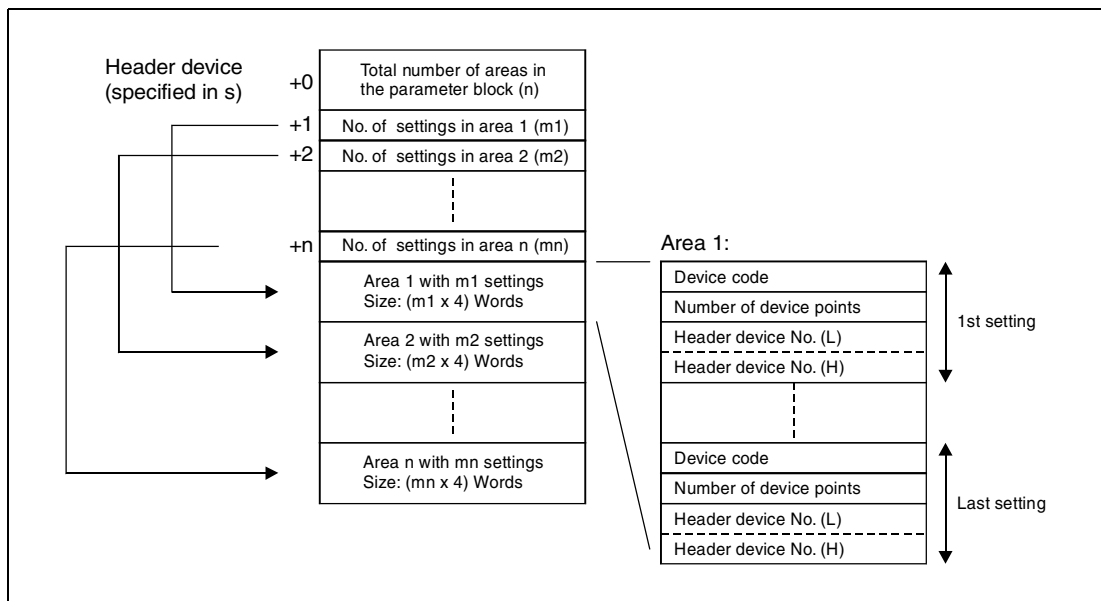 Header device
(specified in s)
+0
Total number of areas in
the parameter block (n)
+1
No. of settings in area 1 (m1)
+2
No. of settings in area 2 (m2)
+n
No. of settings in area n (mn)
Area 1 with m1 settings
Size: (m1 x 4) Words
Area 2 with m2 settings
Size: (m2 x 4) Words
Area n with mn settings
Size: (mn x 4) Words
Area 1:
Device code
Number of device points
Header device No. (L)
Header device No. (H)
1st setting
Device code
Number of device points
Header device No. (L)
Header device No. (H)
Last setting